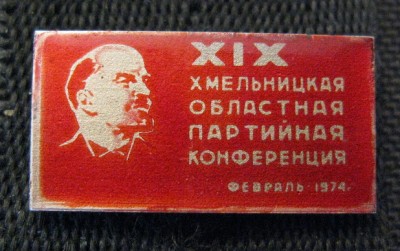 XIX
ХМЕЛЬНИЦКАЯ
ОБЛАСТНАЯ
ПАРТИЙНАЯ
КОНФЕРЕНЦИЯ
ФЕВРАЛЬ 1974